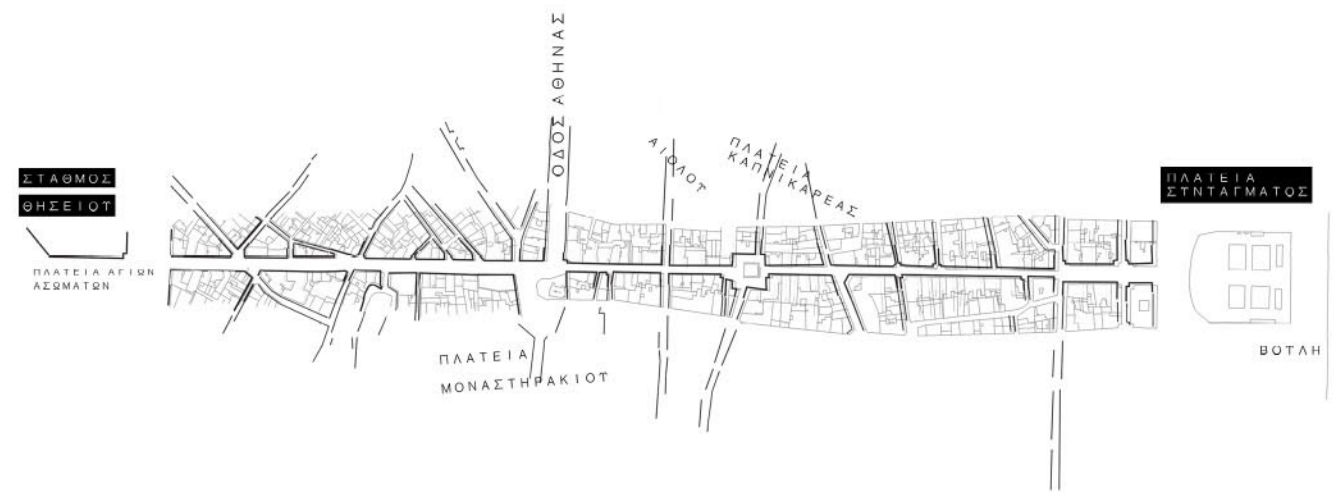 ΣΤΑΘΜΟΣ
ΘΗΣΕΙΟΥ
ΠΛΑΤΕΙΑ ΑΓΙΩΝ
ΑΣΩΜΑΤΩΝ
ΟΔΟΣ ΑΘΗΝΑΣ
ΑΙΟΛΟΥ
ΠΛΑΤΕΙΑ
ΚΑΠΝΙΚΑΡΕΑΣ
ΠΛΑΤΕΙΑ
ΜΟΝΑΣΤΗΡΑΚΙΟΥ
ΠΛΑΤΕΙΑ
ΣΥΝΤΑΓΜΑΤΟΣ
ΒΟΥΛΗ